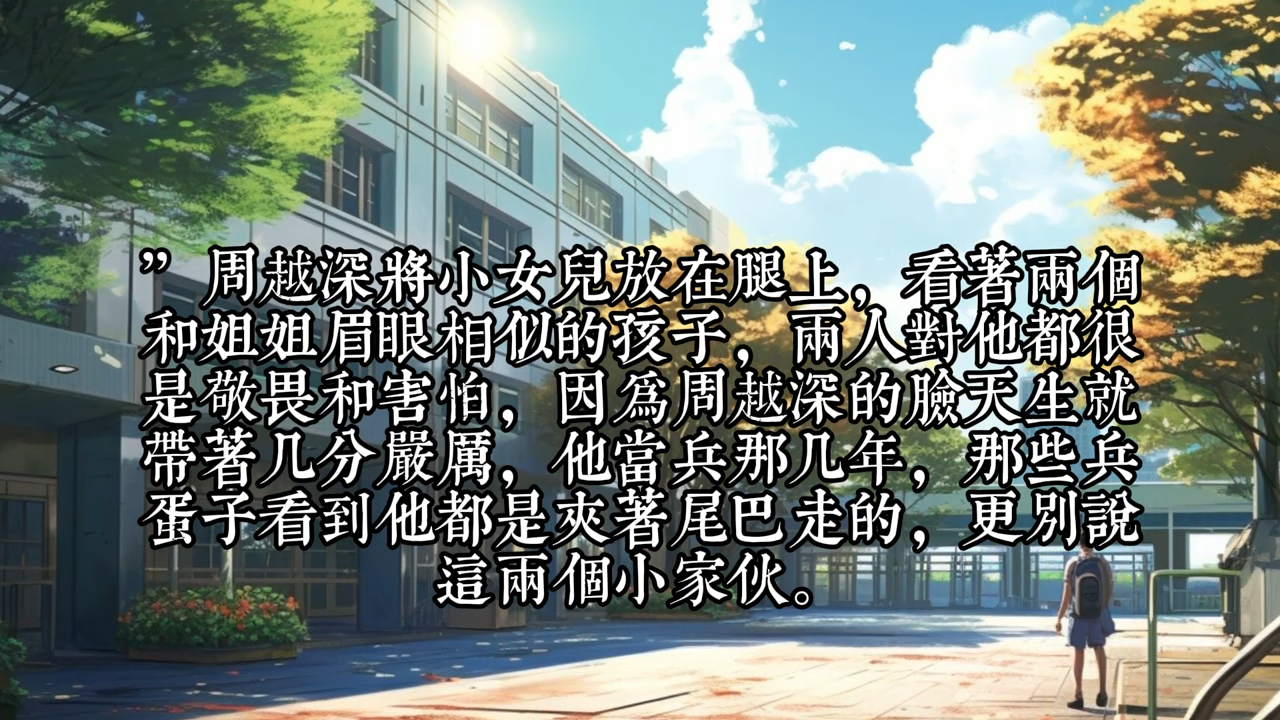 ”周越深將小女兒放在腿上，看著兩個
和姐姐眉眼相似的孩子，兩人對他都很
是敬畏和害怕，因爲周越深的臉天生就
帶著几分嚴厲，他當兵那几年，那些兵
蛋子看到他都是夾著尾巴走的，更別說
這兩個小家伙。